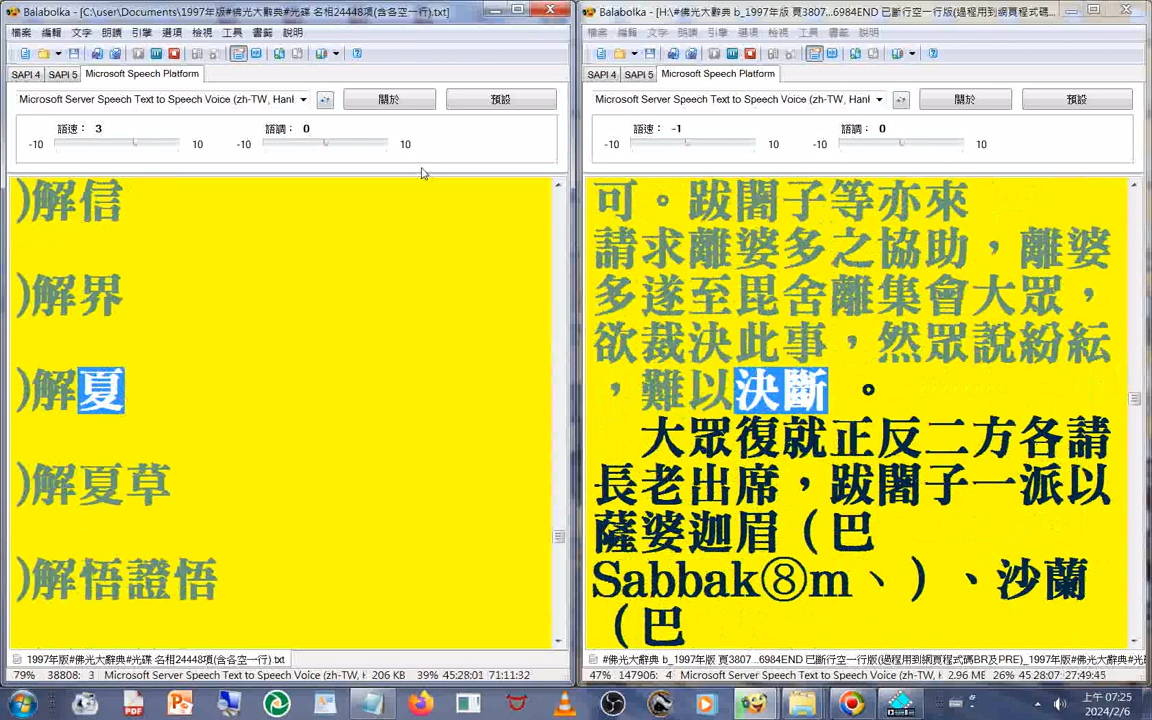 Balabolka - [C:\user\Documents\1997年版#佛光大辭典#光碟 名相24448項(含各空一行).txt]
檔案 編輯 文字 朗讀 引擎 選項 檢視 工具 書籤 說明
SAPI 4 SAPI 5 Microsoft Speech Platform
Microsoft Server Speech Text to Speech Voice (zh-TW, Hanl
關於 預設
語速： 3 語調： 0
-10 10 -10 10
)解信
)解界
)解夏
)解夏草
)解悟證悟
1997年版#佛光大辭典#光碟 名相24448項(含各空一行).txt
79% 38808: 3 Microsoft Server Speech Text to Speech Voice (zh-TW, H 206 KB 39% 45:28:01 71:11:32
Balabolka - [H:\#佛光大辭典 b_1997年版 頁3807...6984END 已斷行空一行版(過程用到網頁程式碼...
檔案 編輯 文字 朗讀 引擎 選項 檢視 工具 書籤 說明
SAPI 4 SAPI 5 Microsoft Speech Platform
Microsoft Server Speech Text to Speech Voice (zh-TW, Hanl
關於 預設
語速： -1 語調： 0
-10 10 -10 10
可。跋闍子等亦來
請求離婆多之協助，離婆
多遂至毘舍離集會大眾，
欲裁決此事，然眾說紛紜
，難以決斷 。
大眾復就正反二方各請
長老出席，跋闍子一派以
薩婆迦眉（巴
Sabbak⑧m、）、沙蘭
（巴
#佛光大辭典 b_1997年版 頁3807...6984END 已斷行空一行版(過程用到網頁程式碼BR及PRE)_1997年版#佛光大辭典#光
47% 147906: 4 Microsoft Server Speech Text to Speech Voice (zh-TW, 2.96 ME 26% 45:28:07-27:49:45
上午 07:25
2024/2/6